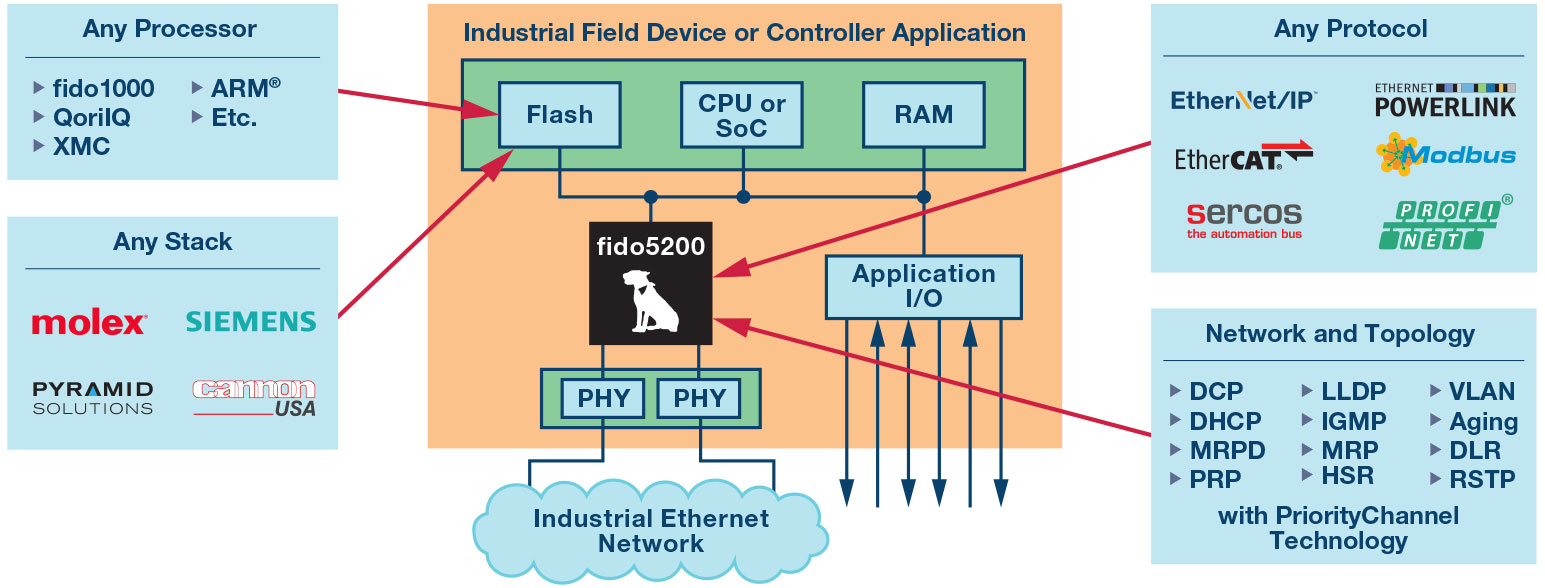 Any Processor
fido1000
QorilQ
XMC
ARM®
Etc.
Any Stack
molex®
SIEMENS
PYRAMID
SOLUTIONS
cannon
USA
Industrial Field Device or Controller Application
Flash
CPU or
SoC
RAM
fido5200
Application
I/O
PHY
PHY
Industrial Ethernet
Network
Any Protocol
EtherNet/IP™
ETHERNET
POWERLINK
EtherCAT®
Modbus
sercos
the automation bus
PROFI®
NET
Network and Topology
DCP
DHCP
MRPD
PRP
LLDP
IGMP
MRP
HSR
VLAN
Aging
DLR
RSTP
with PriorityChannel
Technology